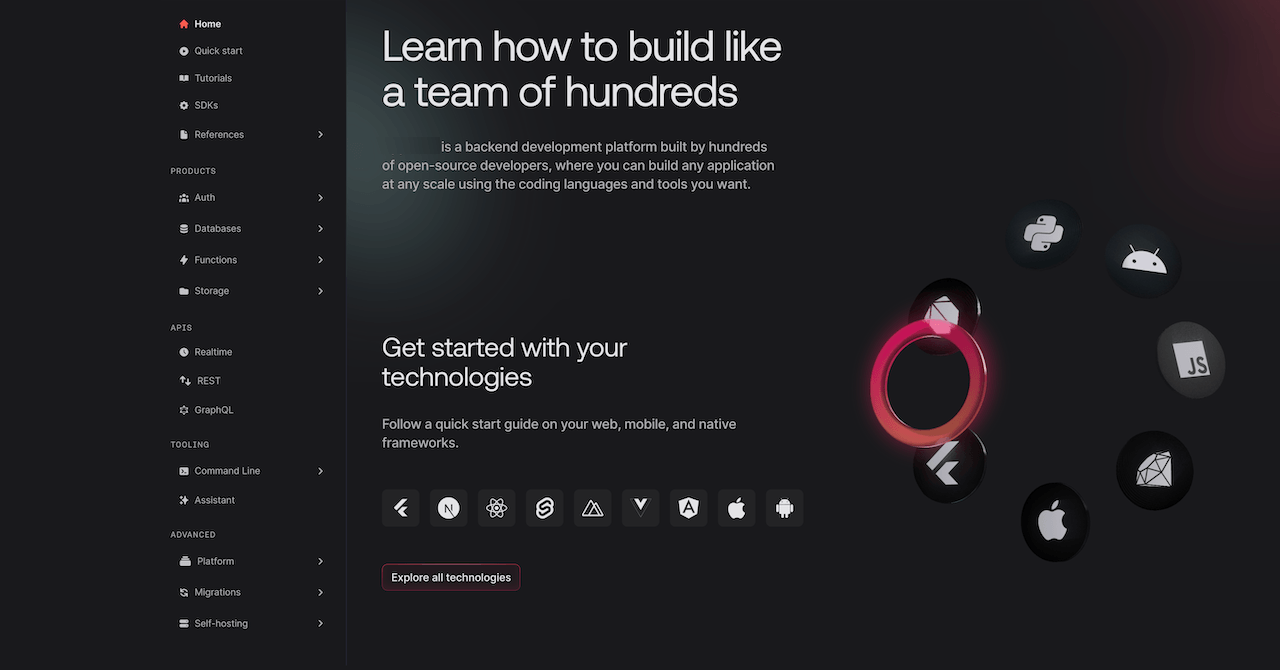 Home
Quick start
Tutorials
SDKs
References
PRODUCTS
Auth
Databases
Functions
Storage
APIS
Realtime
REST
GraphQL
TOOLING
Command Line
Assistant
ADVANCED
Platform
Migrations
Self-hosting
Learn how to build like
a team of hundreds
is a backend development platform built by hundreds
of open-source developers, where you can build any application
at any scale using the coding languages and tools you want.
Get started with your
technologies
Follow a quick start guide on your web, mobile, and native
frameworks.
N
A
Explore all technologies
JS